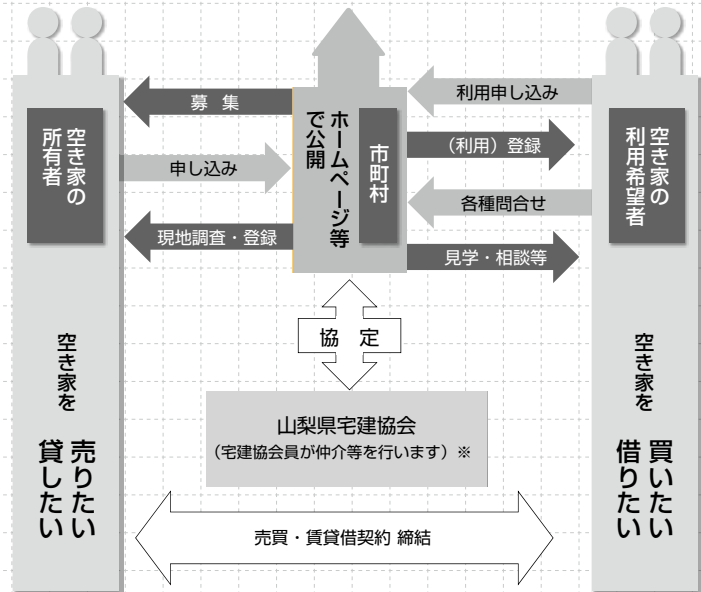 空き家の
所有者
空き家を
売りたい
貸したい
募 集
申し込み
現地調査・登録
ホームページ等
で公開
市町村
利用申し込み
（利用）登録
各種問合せ
見学・相談等
空き家の
利用希望者
空き家を
買いたい
借りたい
協 定
山梨県宅建協会
（宅建協会員が仲介等を行います）※
売買・賃貸借契約 締結